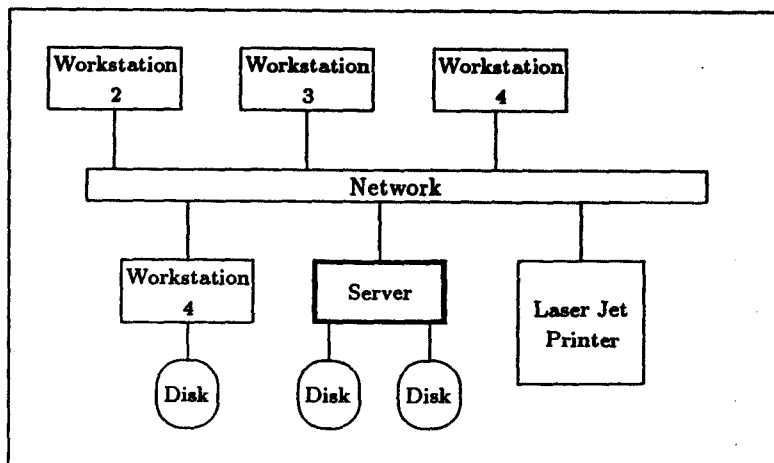 Workstation
2
Workstation
3
Workstation
4
Network
Workstation
4
Server
Laser Jet
Printer
Disk
Disk
Disk